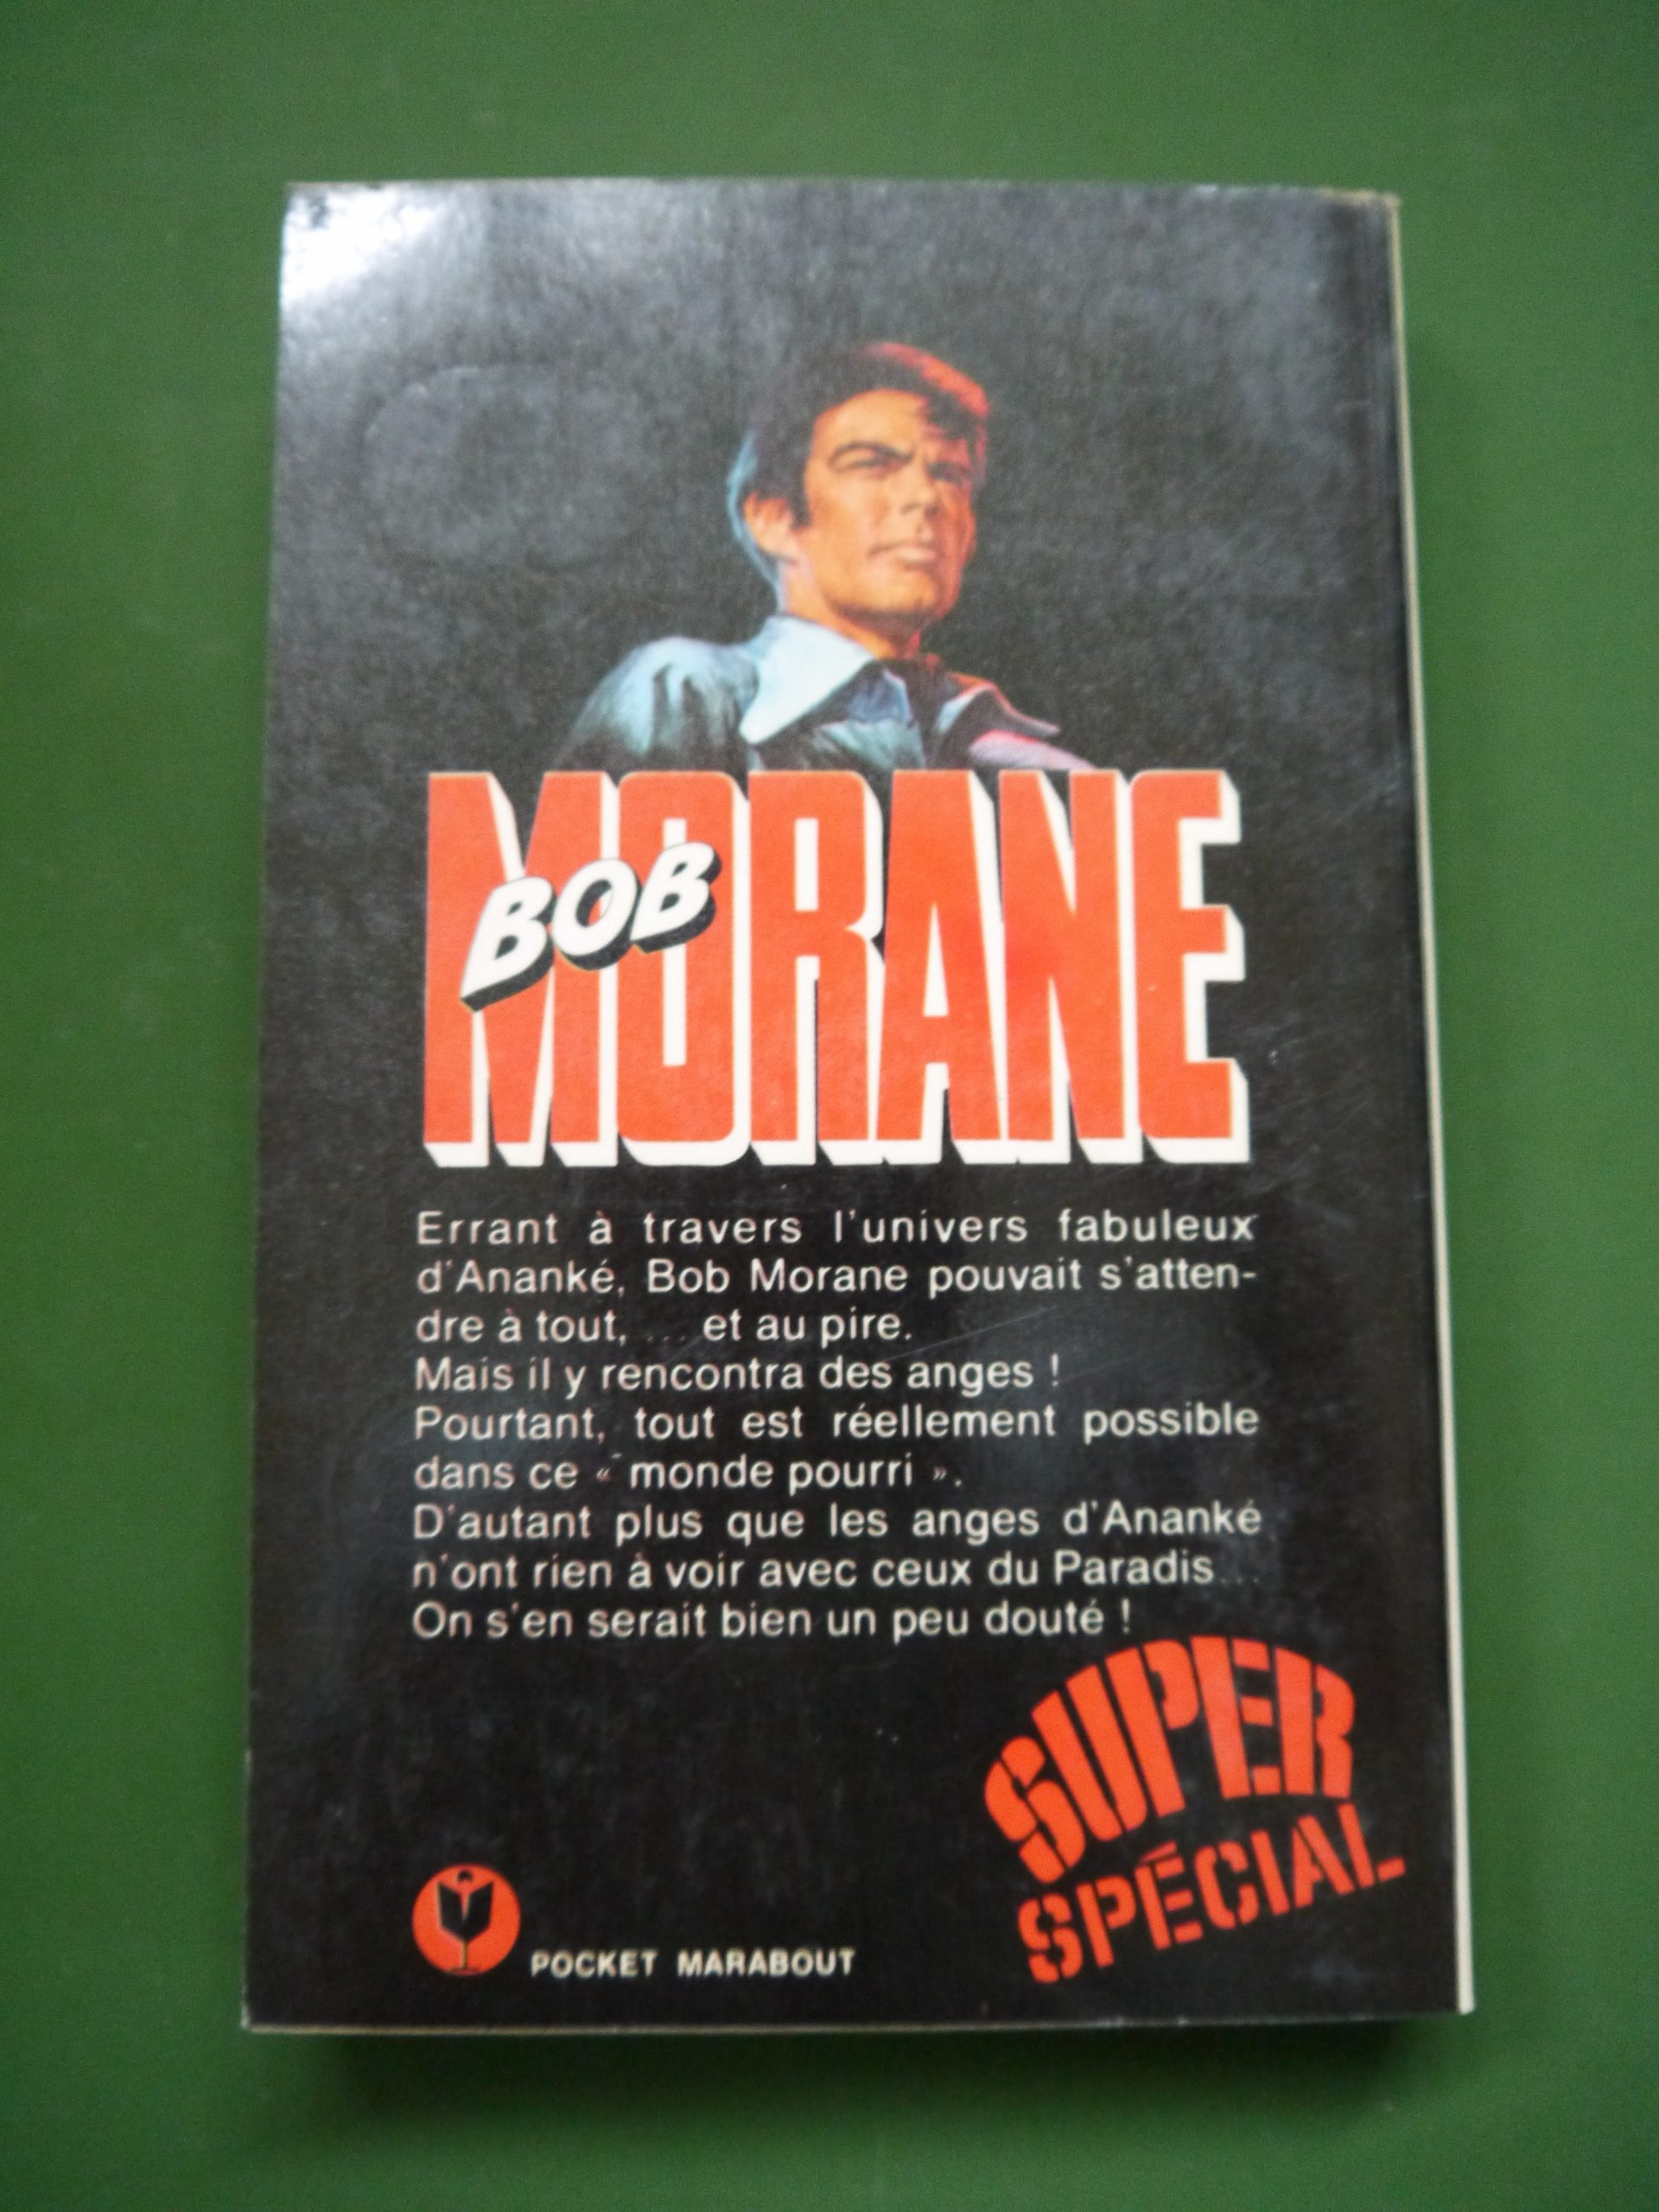 BOB
MORANE
Errant à travers l'univers fabuleux
d'Ananké, Bob Morane pouvait s'atten-
dre à tout, ... et au pire.
Mais il y rencontra des anges !
Pourtant, tout est réellement possible
dans ce « monde pourri ».
D'autant plus que les anges d'Ananké
n'ont rien à voir avec ceux du Paradis...
On s'en serait bien un peu douté !
SUPER
SPÉCIAL
POCKET MARABOUT